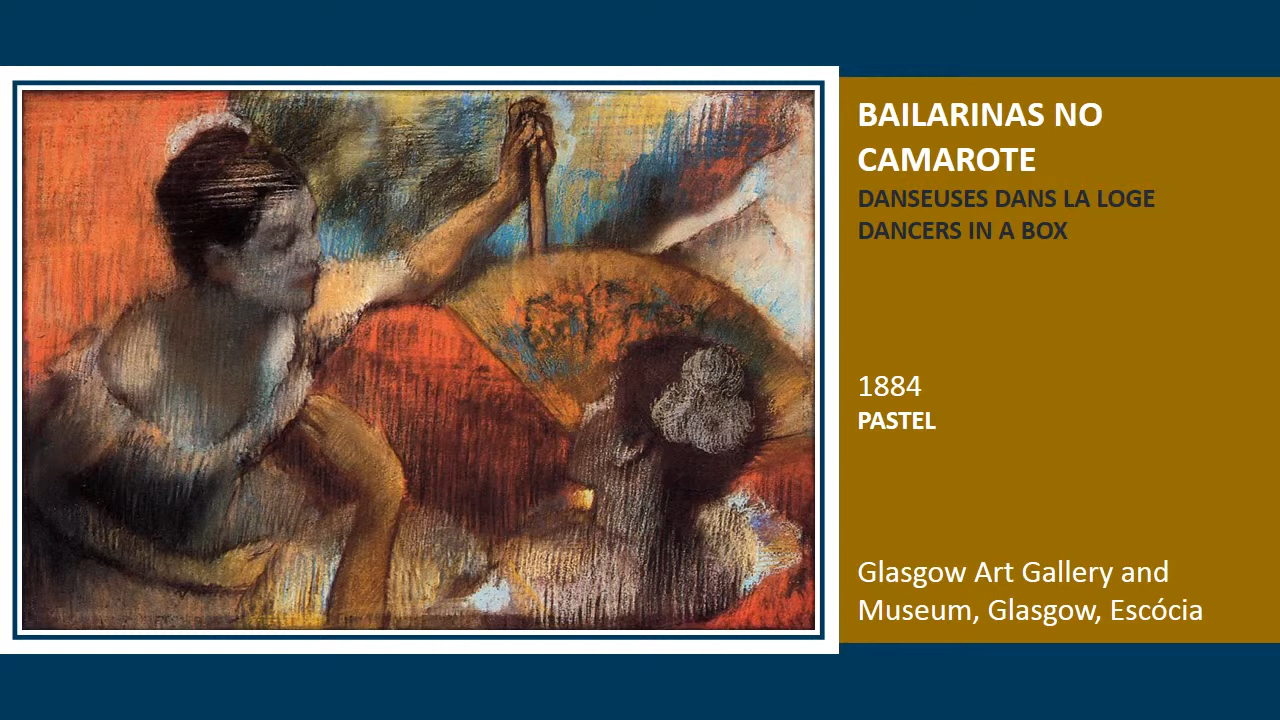 BAILARINAS NO
CAMAROTE
DANSEUSES DANS LA LOGE
DANCERS IN A BOX
1884
PASTEL
Glasgow Art Gallery and
Museum, Glasgow, Escócia